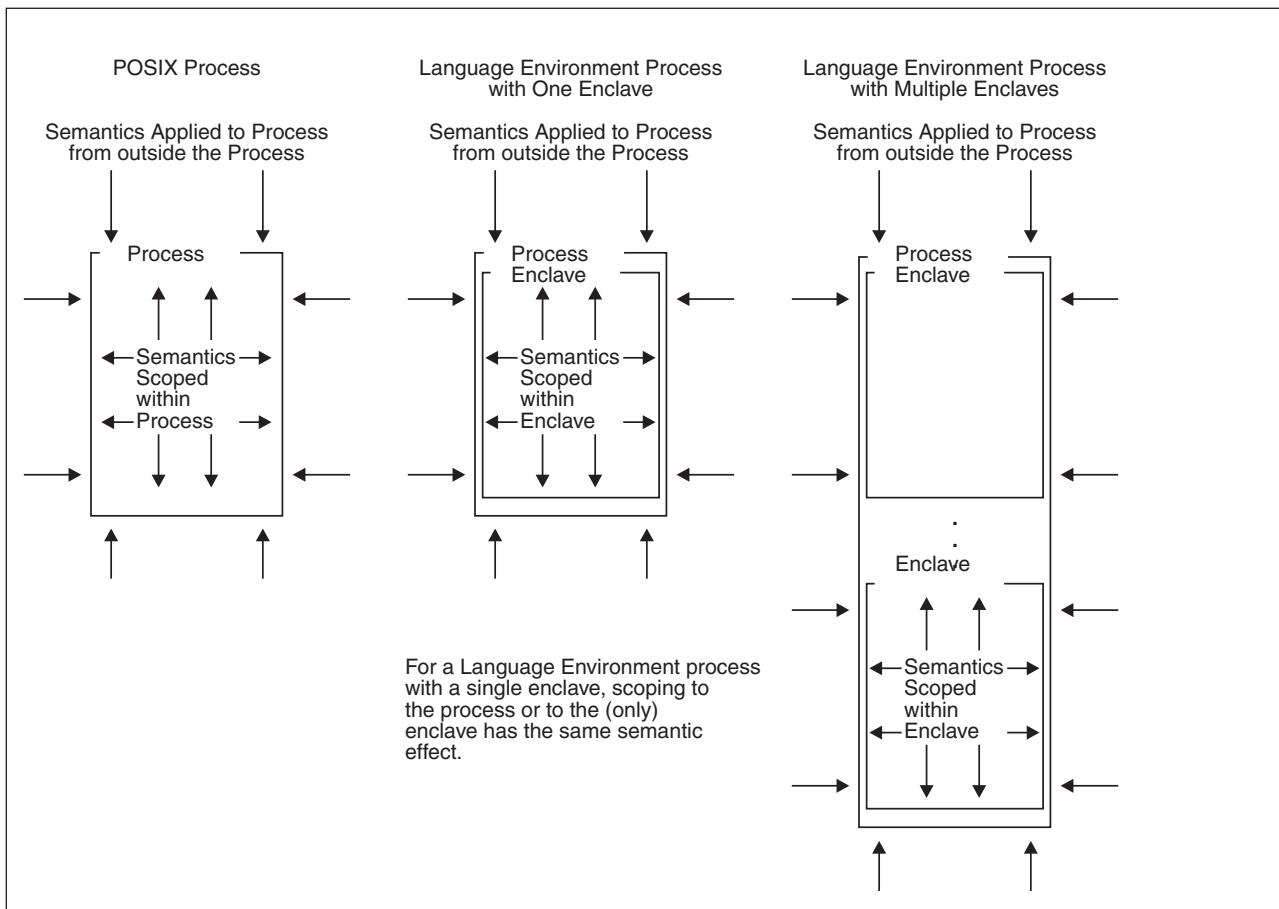 POSIX Process
Semantics Applied to Process
from outside the Process
Process
Semantics
Scoped
within
Process
Language Environment Process
with One Enclave
Semantics Applied to Process
from outside the Process
Process
Enclave
Semantics
Scoped
within
Enclave
For a Language Environment process
with a single enclave, scoping to
the process or to the (only)
enclave has the same semantic
effect.
Language Environment Process
with Multiple Enclaves
Semantics Applied to Process
from outside the Process
Process
Enclave
.
.
.
Enclave
Semantics
Scoped
within
Enclave